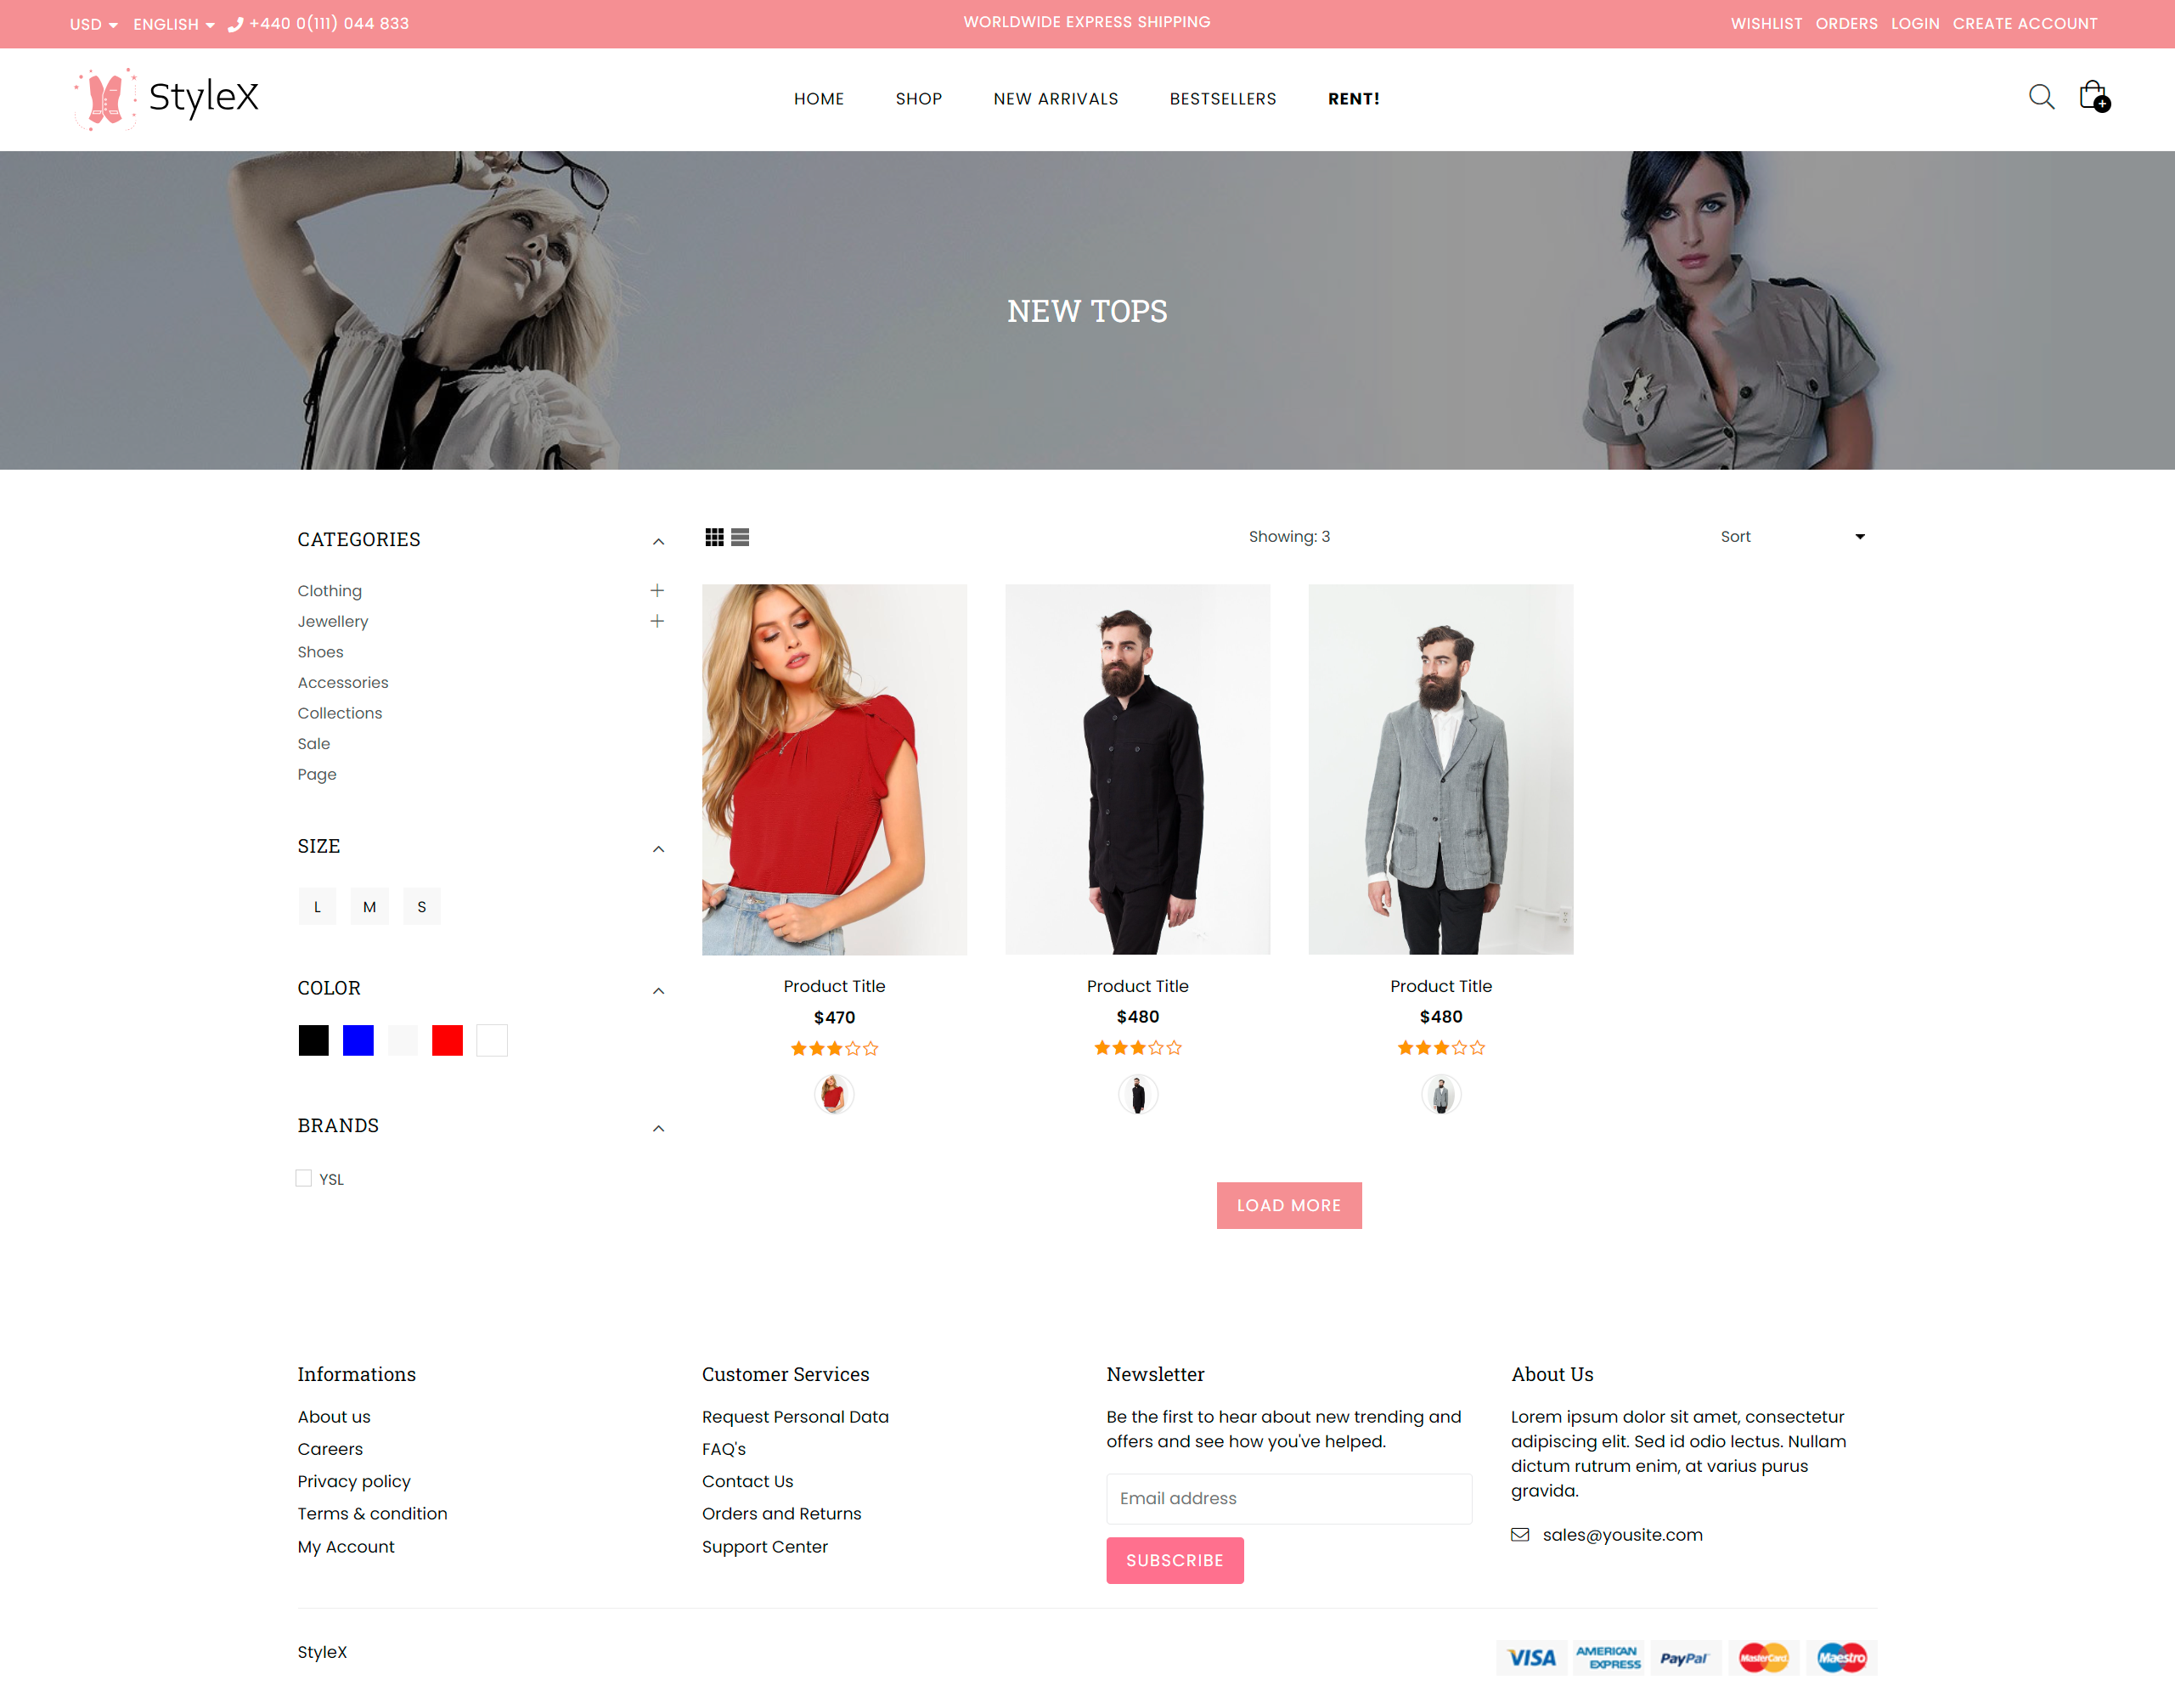 USD ENGLISH +440 0(111) 044 833
WORLDWIDE EXPRESS SHIPPING
WISHLIST ORDERS LOGIN CREATE ACCOUNT
StyleX
HOME SHOP NEW ARRIVALS BESTSELLERS RENT!
NEW TOPS
CATEGORIES
Clothing
Jewellery
Shoes
Accessories
Collections
Sale
Page
SIZE
L M S
COLOR
BRANDS
YSL
Showing: 3
Sort
Product Title
$470
Product Title
$480
Product Title
$480
LOAD MORE
Informations
About us
Careers
Privacy policy
Terms & condition
My Account
Customer Services
Request Personal Data
FAQ's
Contact Us
Orders and Returns
Support Center
Newsletter
Be the first to hear about new trending and
offers and see how you've helped.
Email address
SUBSCRIBE
About Us
Lorem ipsum dolor sit amet, consectetur
adipiscing elit. Sed id odio lectus. Nullam
dictum rutrum enim, at varius purus
gravida.
sales@yousite.com
StyleX
VISA
AMERICAN
EXPRESS
PayPal
MasterCard
Maestro